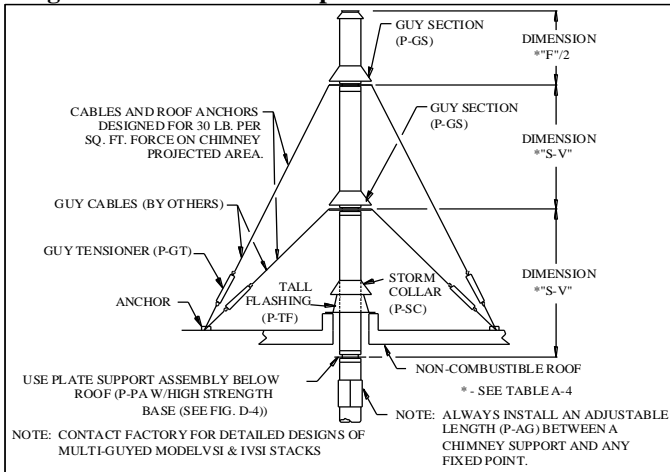 GUY SECTION
(P-GS)
DIMENSION
*"F"/2
CABLES AND ROOF ANCHORS
DESIGNED FOR 30 LB. PER
SQ. FT. FORCE ON CHIMNEY
PROJECTED AREA.
GUY SECTION
(P-GS)
DIMENSION
*"S-V"
GUY CABLES (BY OTHERS)
GUY TENSIONER (P-GT)
ANCHOR
TALL
FLASHING
(P-TF)
STORM
COLLAR
(P-SC)
DIMENSION
*"S-V"
USE PLATE SUPPORT ASSEMBLY BELOW
ROOF (P-PA W/HIGH STRENGTH
BASE (SEE FIG. D-4))
NON-COMBUSTIBLE ROOF
* - SEE TABLE A-4
NOTE: CONTACT FACTORY FOR DETAILED DESIGNS OF
MULTI-GUYED MODEL VSI & IVSI STACKS
NOTE: ALWAYS INSTALL AN ADJUSTABLE
LENGTH (P-AG) BETWEEN A
CHIMNEY SUPPORT AND ANY
FIXED POINT.